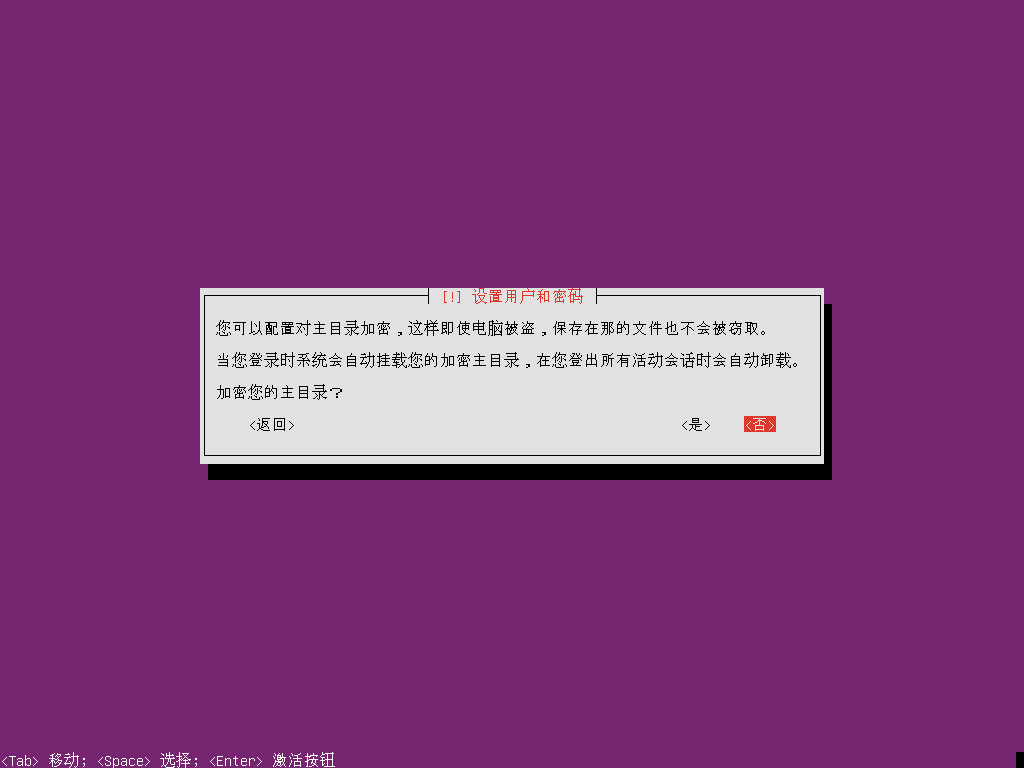 [!] 设置用户和密码
您可以配置对主目录加密，这样即使电脑被盗，保存在那的文件也不会被窃取。
当您登录时系统会自动挂载您的加密主目录，在您登出所有活动会话时会自动卸载。
加密您的主目录？
<返回> <是> <否>
<Tab> 移动; <Space> 选择; <Enter> 激活按钮